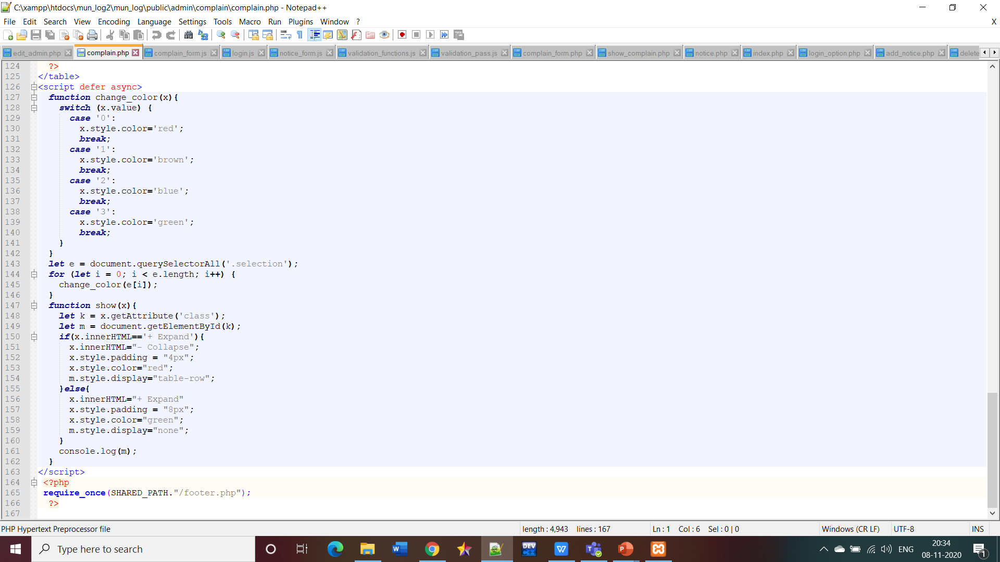 C:\xampp\htdocs\mun_log2\mun_log\public\admin\complain\complain.php - Notepad++
File Edit Search View Encoding Language Settings Tools Macro Run Plugins Window ? X
edit_admin.php complain.php complain_form.js login.js notice_form.js validation_functions.js validation_pass.js complain_form.php show_complain.php notice.php index.php login_option.php add_notice.php delete
124 ?>
125 </table>
126 <script defer async>
127 function change_color(x){
128 switch (x.value) {
129 case '0':
130 x.style.color='red';
131 break;
132 case '1':
133 x.style.color='brown';
134 break;
135 case '2':
136 x.style.color='blue';
137 break;
138 case '3':
139 x.style.color='green';
140 break;
141 }
142 }
143 let e = document.querySelectorAll('.selection');
144 for (let i = 0; i < e.length; i++) {
145 change_color(e[i]);
146 }
147 function show(x){
148 let k = x.getAttribute('class');
149 let m = document.getElementById(k);
150 if(x.innerHTML=='+ Expand'){
151 x.innerHTML="- Collapse";
152 x.style.padding = "4px";
153 x.style.color="red";
154 m.style.display="table-row";
155 }else{
156 x.innerHTML="+ Expand"
157 x.style.padding = "8px";
158 x.style.color="green";
159 m.style.display="none";
160 }
161 console.log(m);
162 }
163 </script>
164 <?php
165 require_once(SHARED_PATH."/footer.php");
166 ?>
167
PHP Hypertext Preprocessor file length : 4,943 lines : 167 Ln : 1 Col : 6 Sel : 0 | 0 Windows (CR LF) UTF-8 INS
Type here to search ENG 20:34
08-11-2020 1